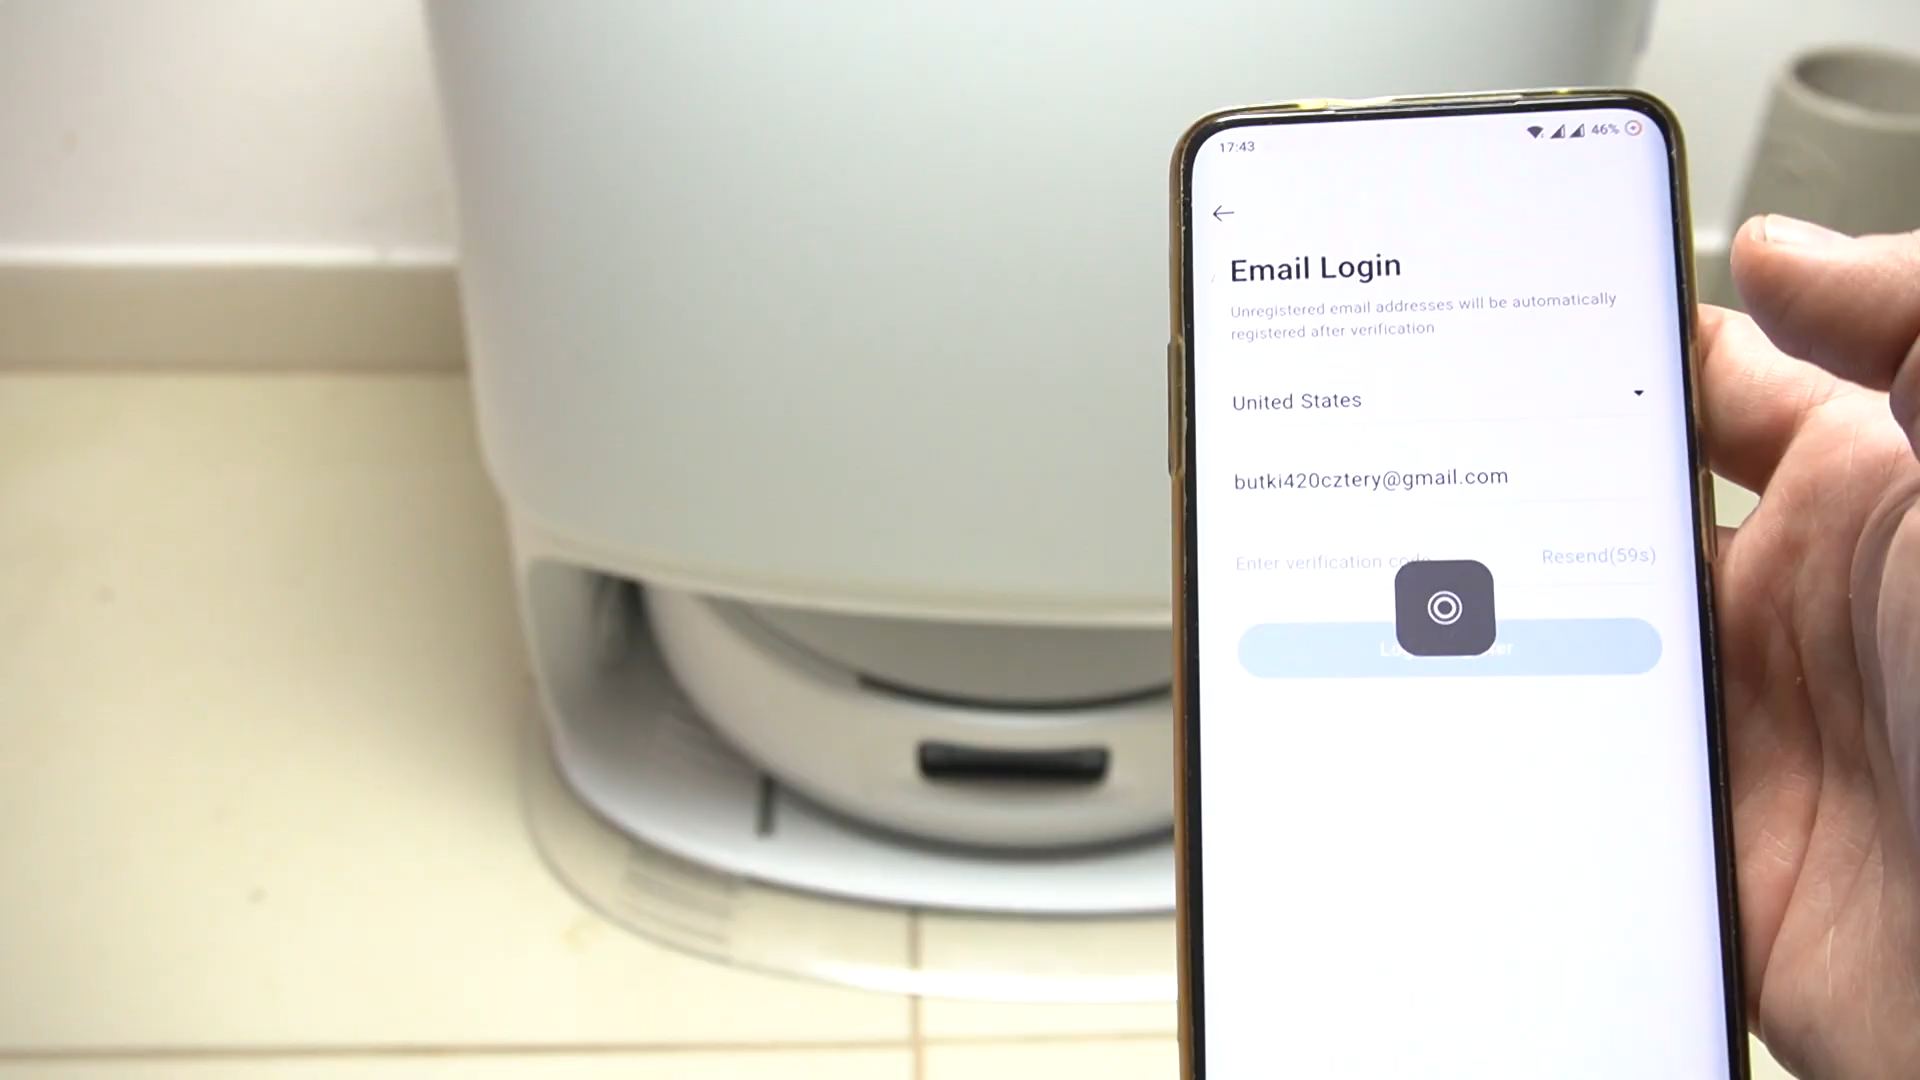 17:43
46%
Email Login
Unregistered email addresses will be automatically
registered after verification
United States
butki420cztery@gmail.com
Enter verification code
Resend(59s)